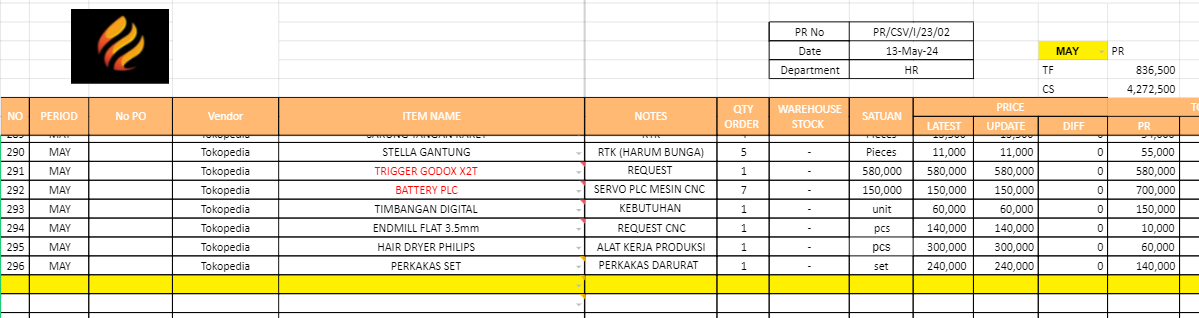 PR No PR/CSV/I/23/02
Date 13-May-24 MAY PR
Department HR TF 836,500
CS 4,272,500
NO PERIOD No PO Vendor ITEM NAME NOTES QTY ORDER WAREHOUSE STOCK SATUAN PRICE
LATEST UPDATE DIFF PR
290 MAY Tokopedia STELLA GANTUNG RTK (HARUM BUNGA) 5 - Pieces 11,000 11,000 0 55,000
291 MAY Tokopedia TRIGGER GODOX X2T REQUEST 1 - 580,000 580,000 580,000 0 580,000
292 MAY Tokopedia BATTERY PLC SERVO PLC MESIN CNC 7 - 150,000 150,000 150,000 0 700,000
293 MAY Tokopedia TIMBANGAN DIGITAL KEBUTUHAN 1 - unit 60,000 60,000 0 150,000
294 MAY Tokopedia ENDMILL FLAT 3.5mm REQUEST CNC 1 - pcs 140,000 140,000 0 10,000
295 MAY Tokopedia HAIR DRYER PHILIPS ALAT KERJA PRODUKSI 1 - pcs 300,000 300,000 0 60,000
296 MAY Tokopedia PERKAKAS SET PERKAKAS DARURAT 1 - set 240,000 240,000 0 140,000